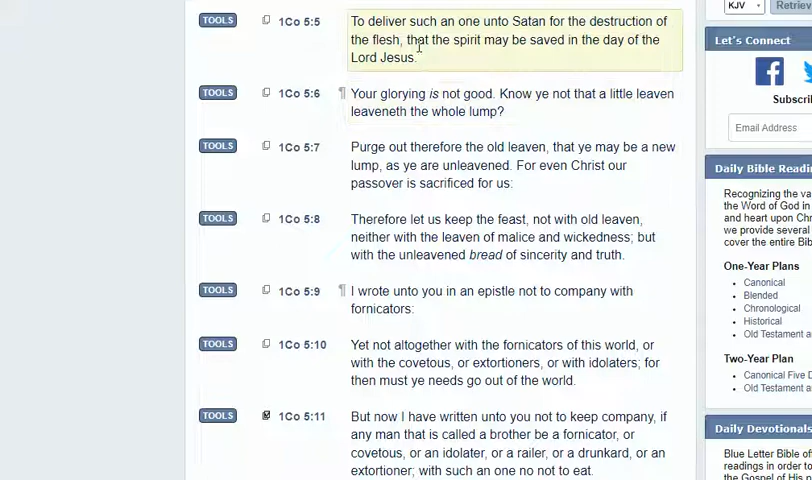 KJV
Retriev
TOOLS 1Co 5:5 To deliver such an one unto Satan for the destruction of
the flesh, that the spirit may be saved in the day of the
Lord Jesus.
TOOLS 1Co 5:6 ¶ Your glorying is not good. Know ye not that a little leaven
leaveneth the whole lump?
TOOLS 1Co 5:7 Purge out therefore the old leaven, that ye may be a new
lump, as ye are unleavened. For even Christ our
passover is sacrificed for us:
TOOLS 1Co 5:8 Therefore let us keep the feast, not with old leaven,
neither with the leaven of malice and wickedness; but
with the unleavened bread of sincerity and truth.
TOOLS 1Co 5:9 ¶ I wrote unto you in an epistle not to company with
fornicators:
TOOLS 1Co 5:10 Yet not altogether with the fornicators of this world, or
with the covetous, or extortioners, or with idolaters; for
then must ye needs go out of the world.
TOOLS 1Co 5:11 But now I have written unto you not to keep company, if
any man that is called a brother be a fornicator, or
covetous, or an idolater, or a railer, or a drunkard, or an
extortioner; with such an one no not to eat.
Let's Connect
Subscri
Email Address
Daily Bible Readin
Recognizing the va
the Word of God in
and heart upon Chr
we provide several
cover the entire Bib
One-Year Plans
Canonical
Blended
Chronological
Historical
Old Testament a
Two-Year Plan
Canonical Five D
Old Testament a
Daily Devotionals
Blue Letter Bible of
readings in order to
the Gospel of His p